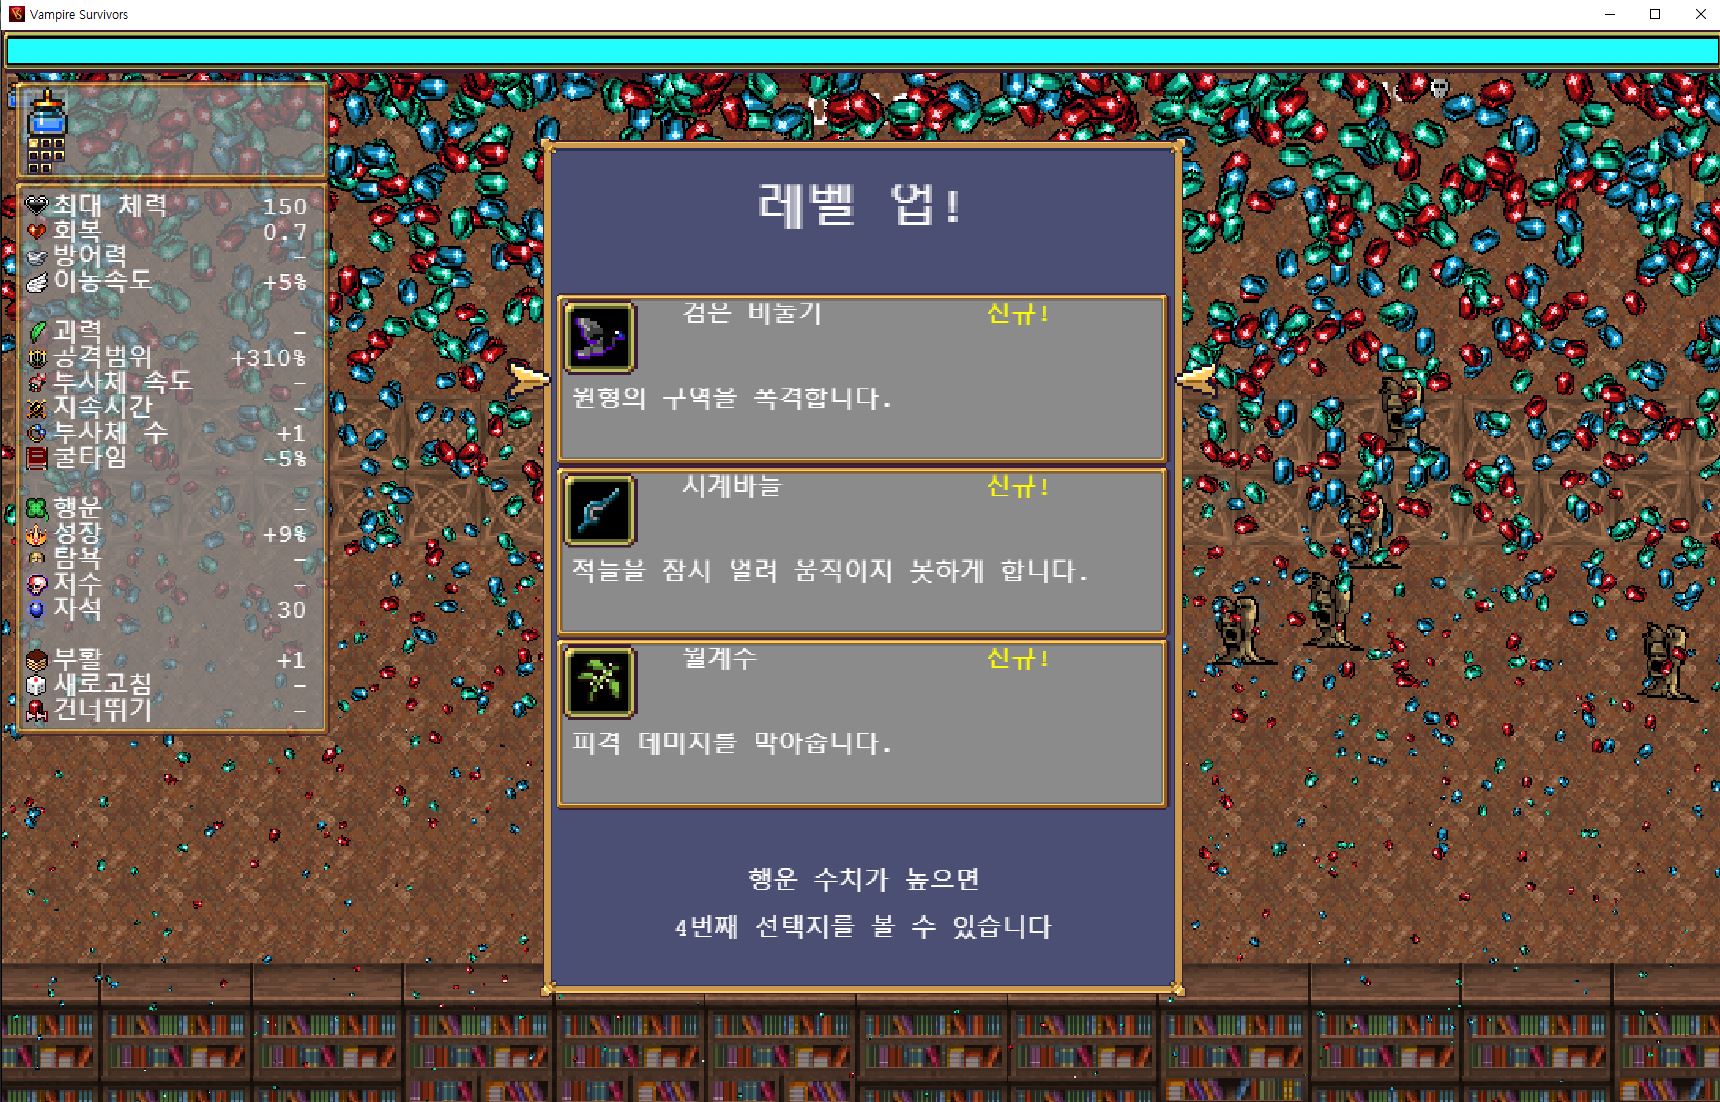 Vampire Survivors
최대 체력 150
회복 0.7
방어력 -
이동속도 +5%
괴력 -
공격범위 +310%
투사체 속도 -
지속시간 -
투사체 수 +1
쿨타임 -5%
행운 -
성장 +9%
탐욕 -
저주 -
자석 30
부활 +1
새로고침 -
건너뛰기 -
레벨 업!
검은 비둘기 신규!
원형의 구역을 폭격합니다.
시계바늘 신규!
적들을 잠시 얼려 움직이지 못하게 합니다.
월계수 신규!
피격 데미지를 막아줍니다.
행운 수치가 높으면
4번째 선택지를 볼 수 있습니다